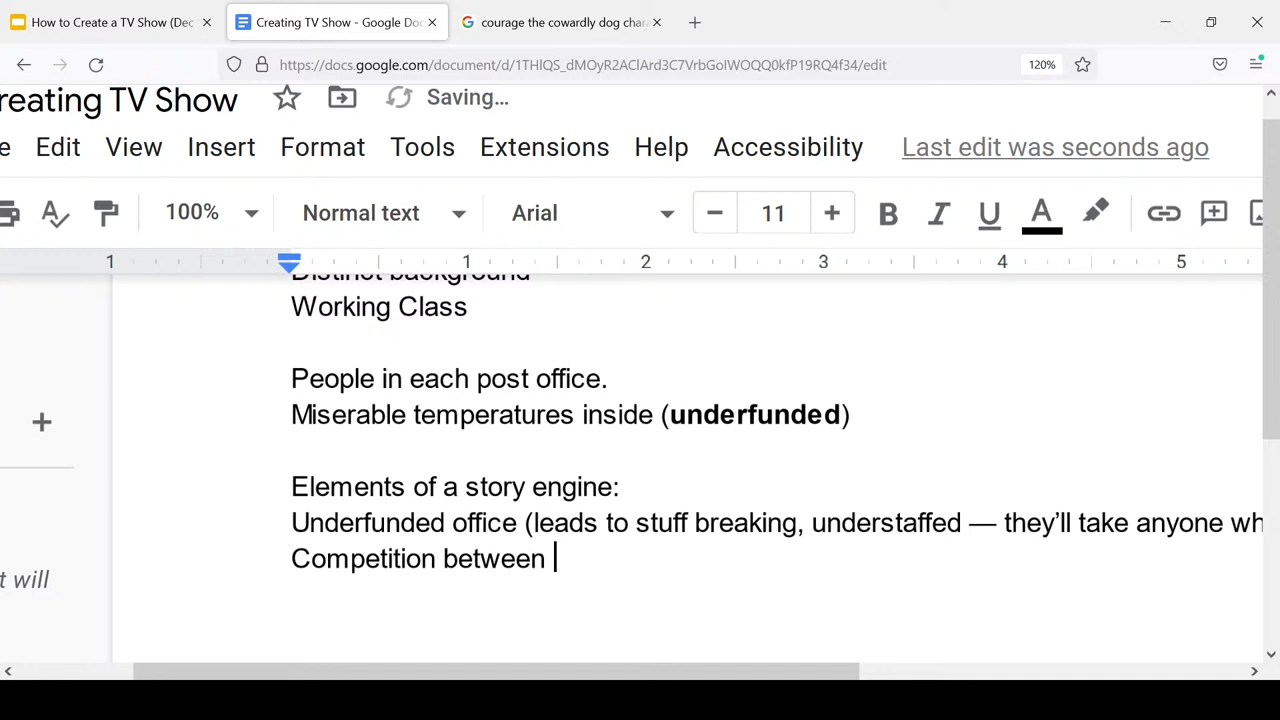 How to Create a TV Show (Dec
Creating TV Show - Google Doc
courage the cowardly dog char
https://docs.google.com/document/d/1THlQS_dMOyR2AClArd3C7VrbGoIWOQQ0kfP19RQ4f34/edit
120%
reating TV Show
Saving…
e Edit View Insert Format Tools Extensions Help Accessibility Last edit was seconds ago
100% Normal text Arial 11 B I U A
1 1 2 3 4 5
Distinct background
Working Class
People in each post office.
Miserable temperatures inside (underfunded)
Elements of a story engine:
Underfunded office (leads to stuff breaking, understaffed — they’ll take anyone wh
Competition between
t will